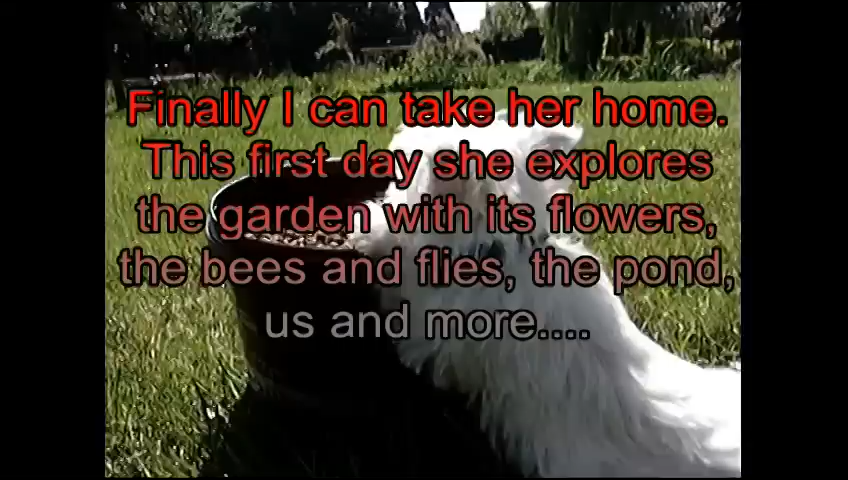 Finally I can take her home.
This first day she explores
the garden with its flowers,
the bees and flies, the pond,
us and more....